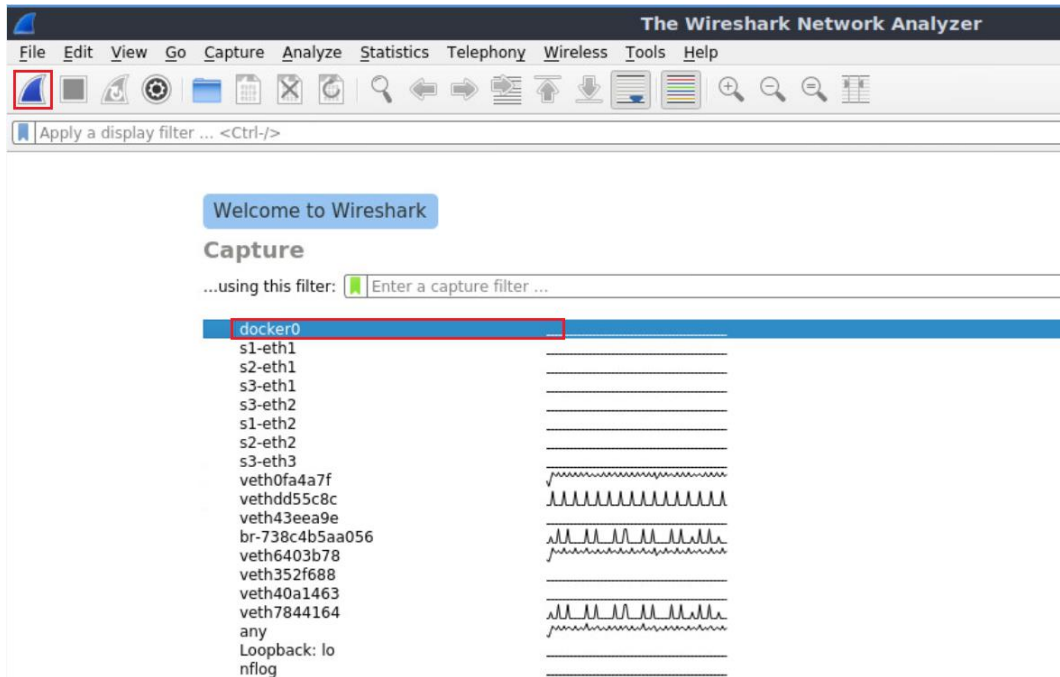 The Wireshark Network Analyzer
File Edit View Go Capture Analyze Statistics Telephony Wireless Tools Help
Apply a display filter ... <Ctrl-/>
Welcome to Wireshark
Capture
...using this filter: Enter a capture filter ...
docker0
s1-eth1
s2-eth1
s3-eth1
s3-eth2
s1-eth2
s2-eth2
s3-eth3
veth0fa4a7f
vethdd55c8c
veth43eea9e
br-738c4b5aa056
veth6403b78
veth352f688
veth40a1463
veth7844164
any
Loopback: lo
nflog